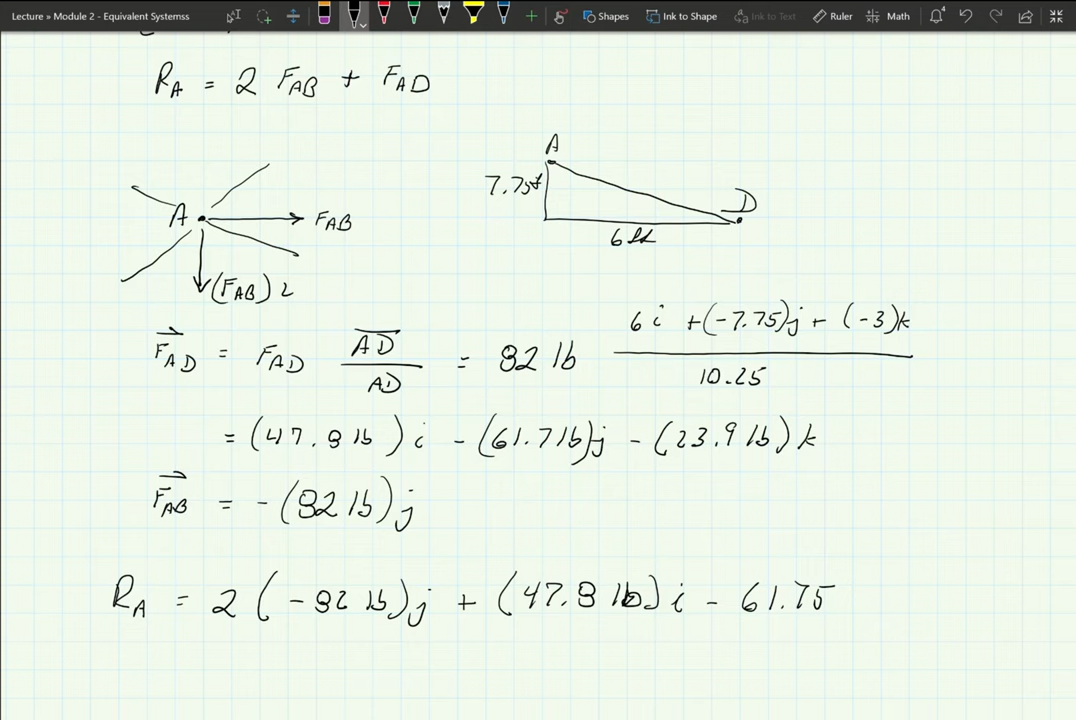 Lecture » Module 2 - Equivalent Systemss Shapes Ink to Shape Ink to Text Ruler Math 4
R_A = 2 F_AB + F_AD
A
7.75ft
D
A F_AB
6 ft
(F_AB) 2
F_AD = F_AD AD/AD = 82 lb (6i + (-7.75)j + (-3)k)/10.25
= (47.8 lb) i - (61.7 lb)j - (23.9 lb) k
F_AB = - (82 lb) j
R_A = 2 (-82 lb)j + (47.8 lb) i - 61.75